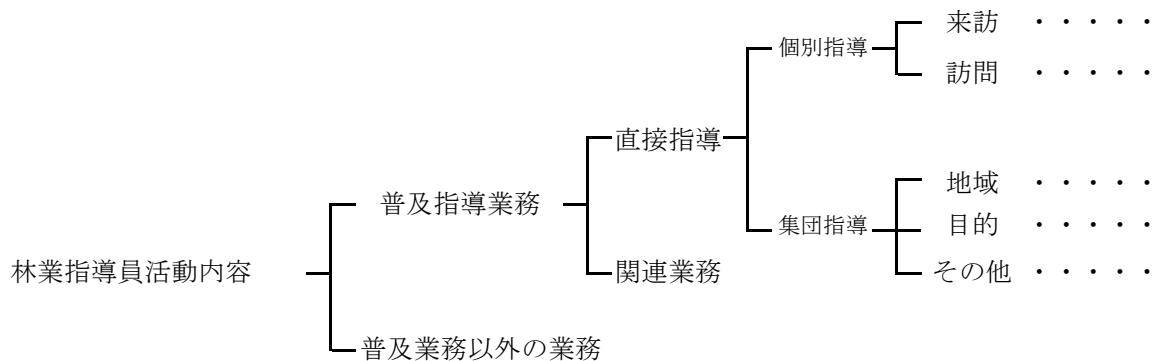 来訪 ・・・・・
個別指導
訪問 ・・・・・
直接指導
地域 ・・・・・
普及指導業務
集団指導
目的 ・・・・・
林業指導員活動内容
関連業務
その他 ・・・・・
普及業務以外の業務